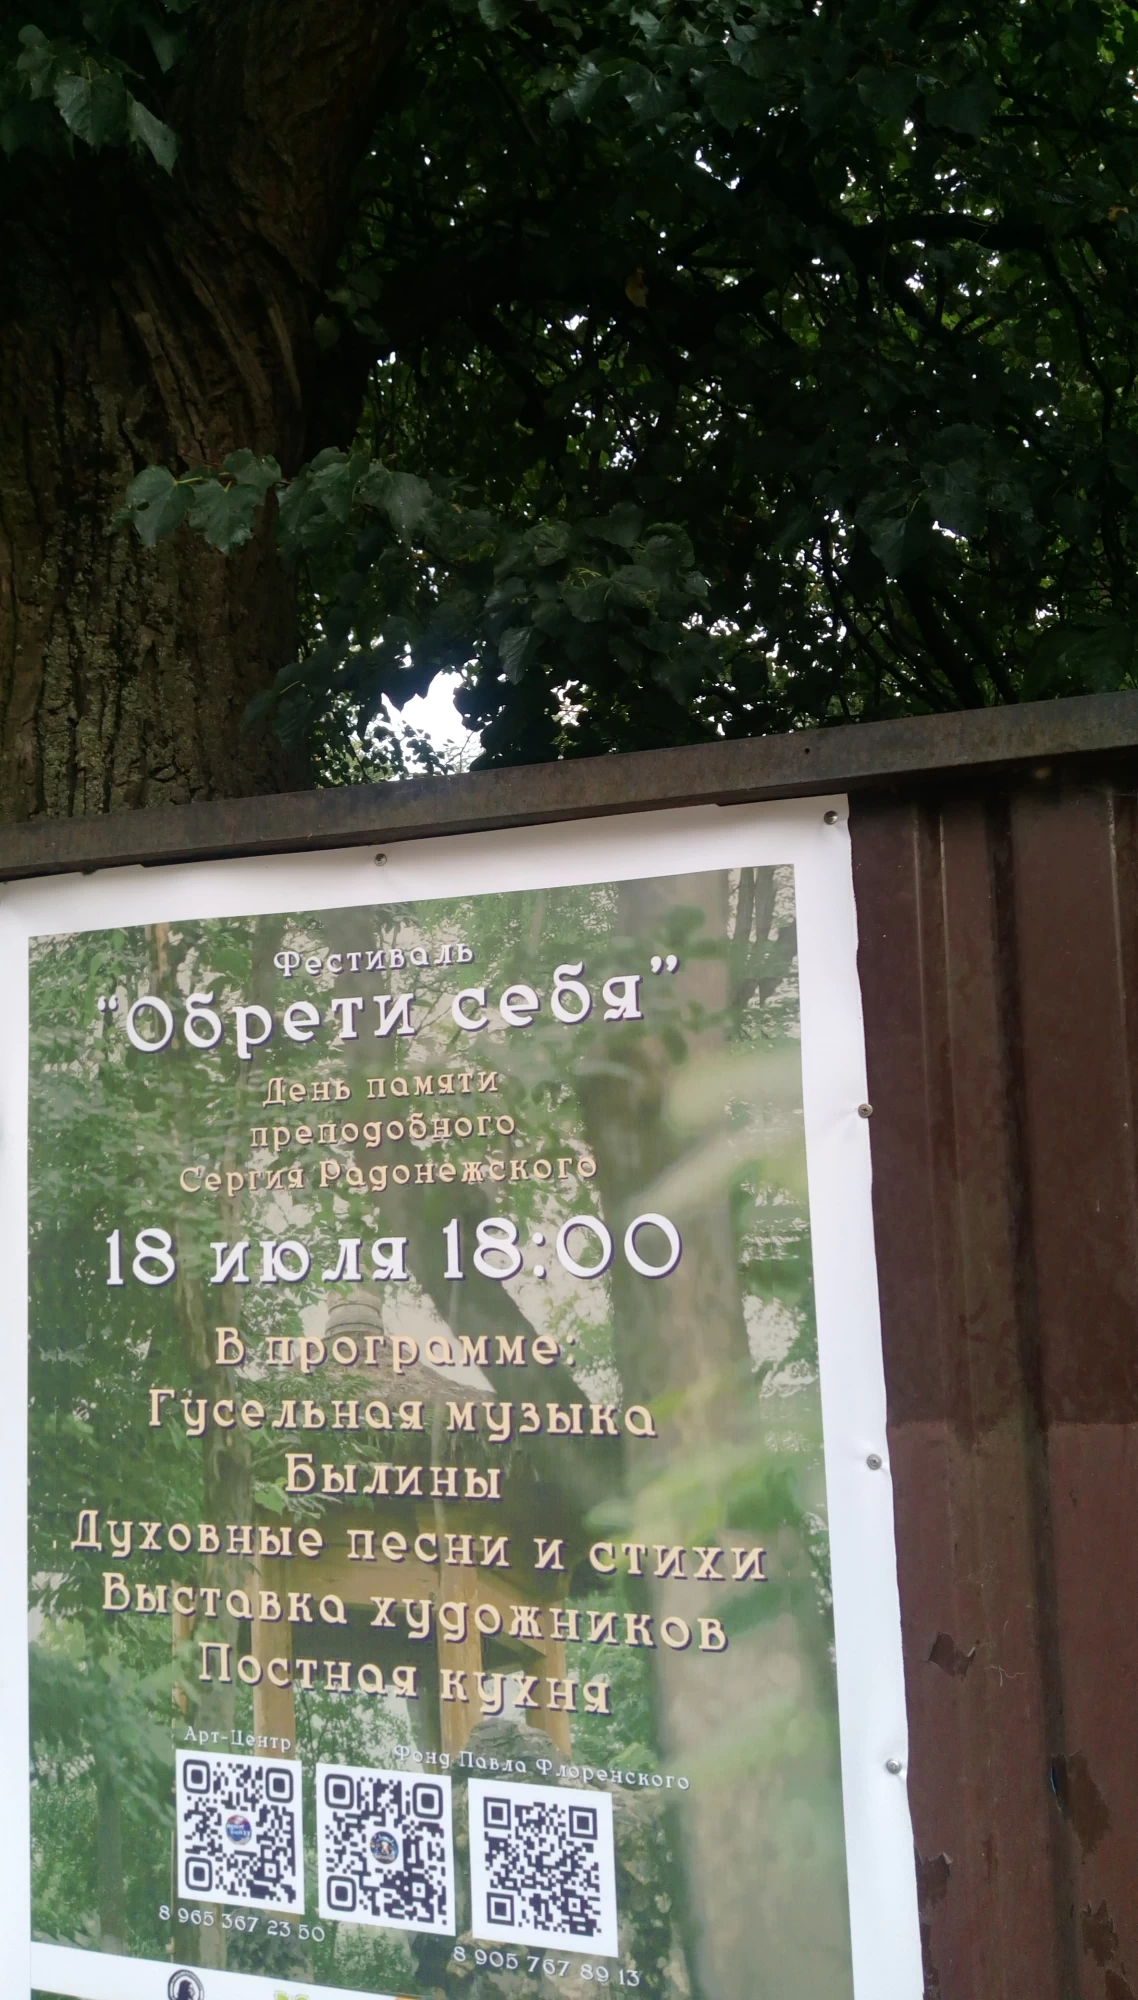 Фестиваль
"Обрети себя"
День памяти
преподобного
Сергия Радонежского
18 июля 18:00
В программе:
Гусельная музыка
Былины
Духовные песни и стихи
Выставка художников
Постная кухня
Арт-Центр
Фонд Павла Флоренского
8 965 367 23 50
8 905 767 89 13